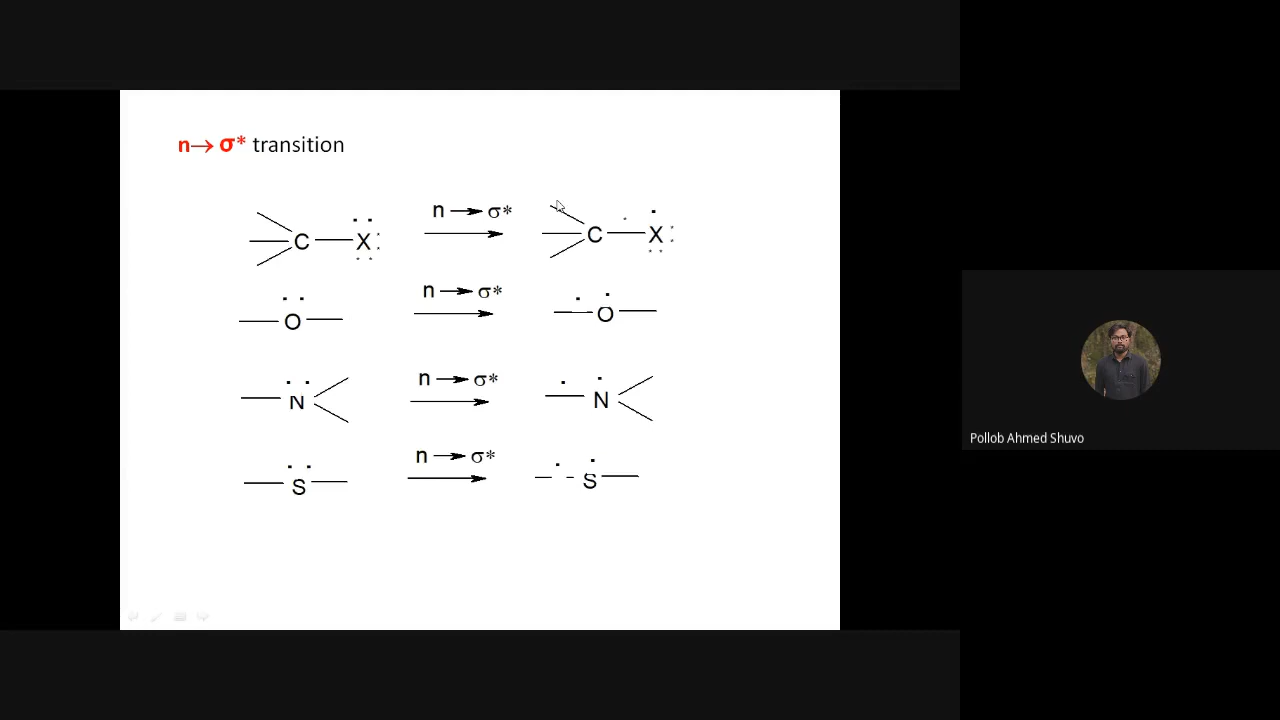 n→ σ* transition
C — X n → σ* C — X
O n → σ* O
N n → σ* N
S n → σ* S
Pollob Ahmed Shuvo